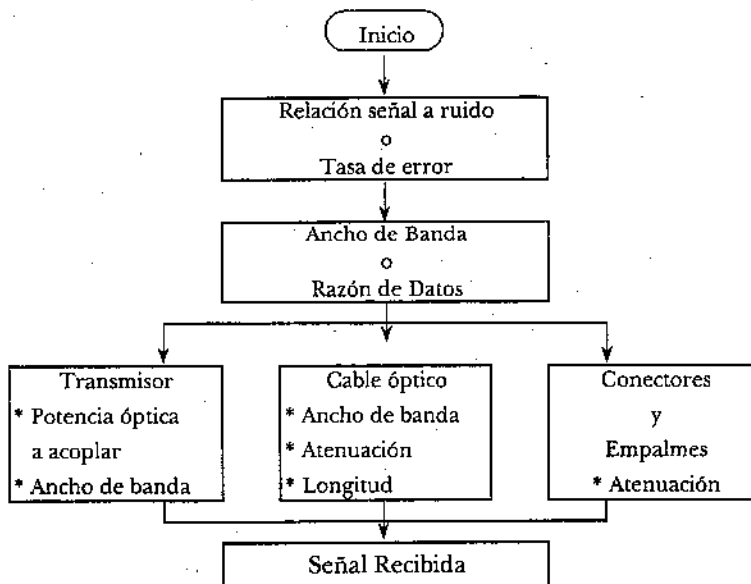 Inicio
Relación señal a ruido
o
Tasa de error
Ancho de Banda
o
Razón de Datos
Transmisor
* Potencia óptica
a acoplar
* Ancho de banda
Cable óptico
* Ancho de banda
* Atenuación
* Longitud
Conectores
y
Empalmes
* Atenuación
Señal Recibida